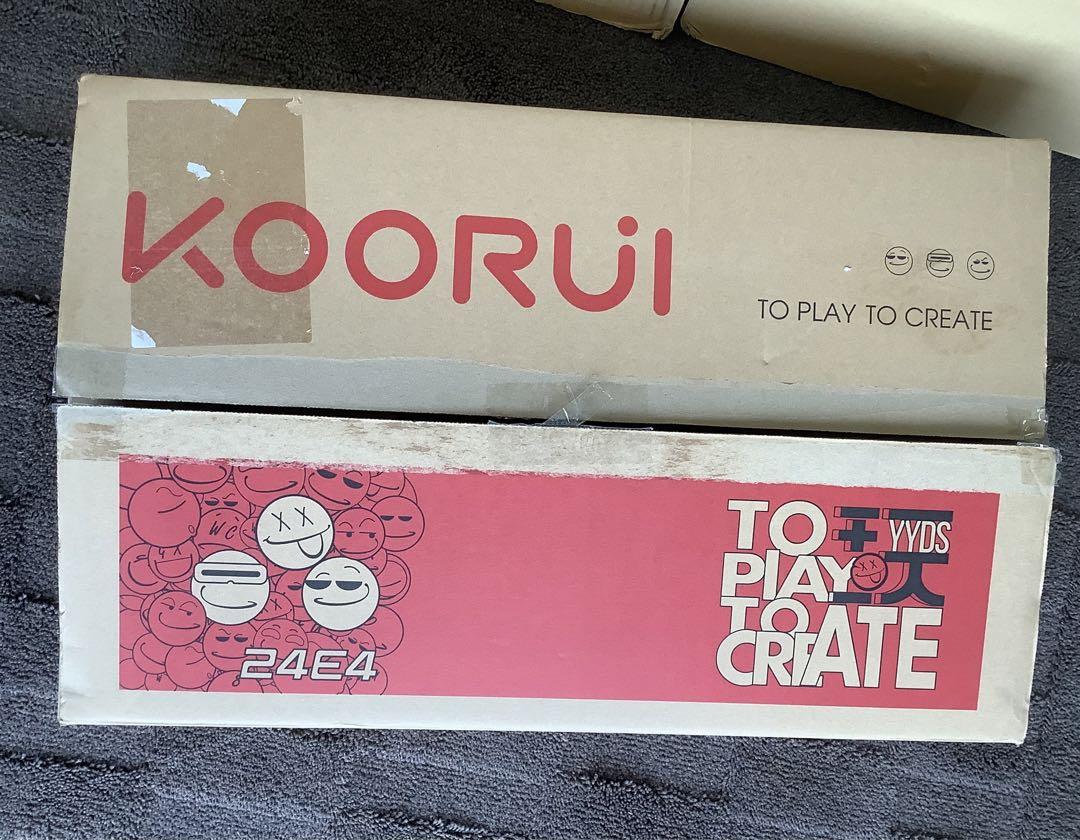 KOORUI
TO PLAY TO CREATE
TO
YYDS
PLAY
TO
CREATE
WC
24E4